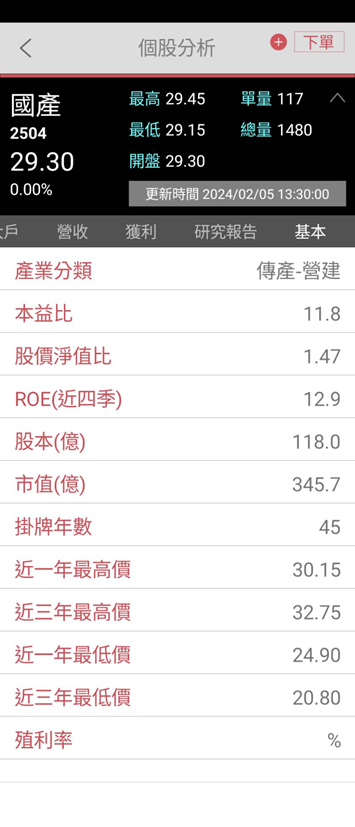 個股分析
下單
國產
2504
29.30
0.00%
最高 29.45
單量 117
最低 29.15
總量 1480
開盤 29.30
更新時間 2024/02/05 13:30:00
大戶 營收 獲利 研究報告 基本
產業分類 傳產-營建
本益比 11.8
股價淨值比 1.47
ROE(近四季) 12.9
股本(億) 118.0
市值(億) 345.7
掛牌年數 45
近一年最高價 30.15
近三年最高價 32.75
近一年最低價 24.90
近三年最低價 20.80
殖利率 %